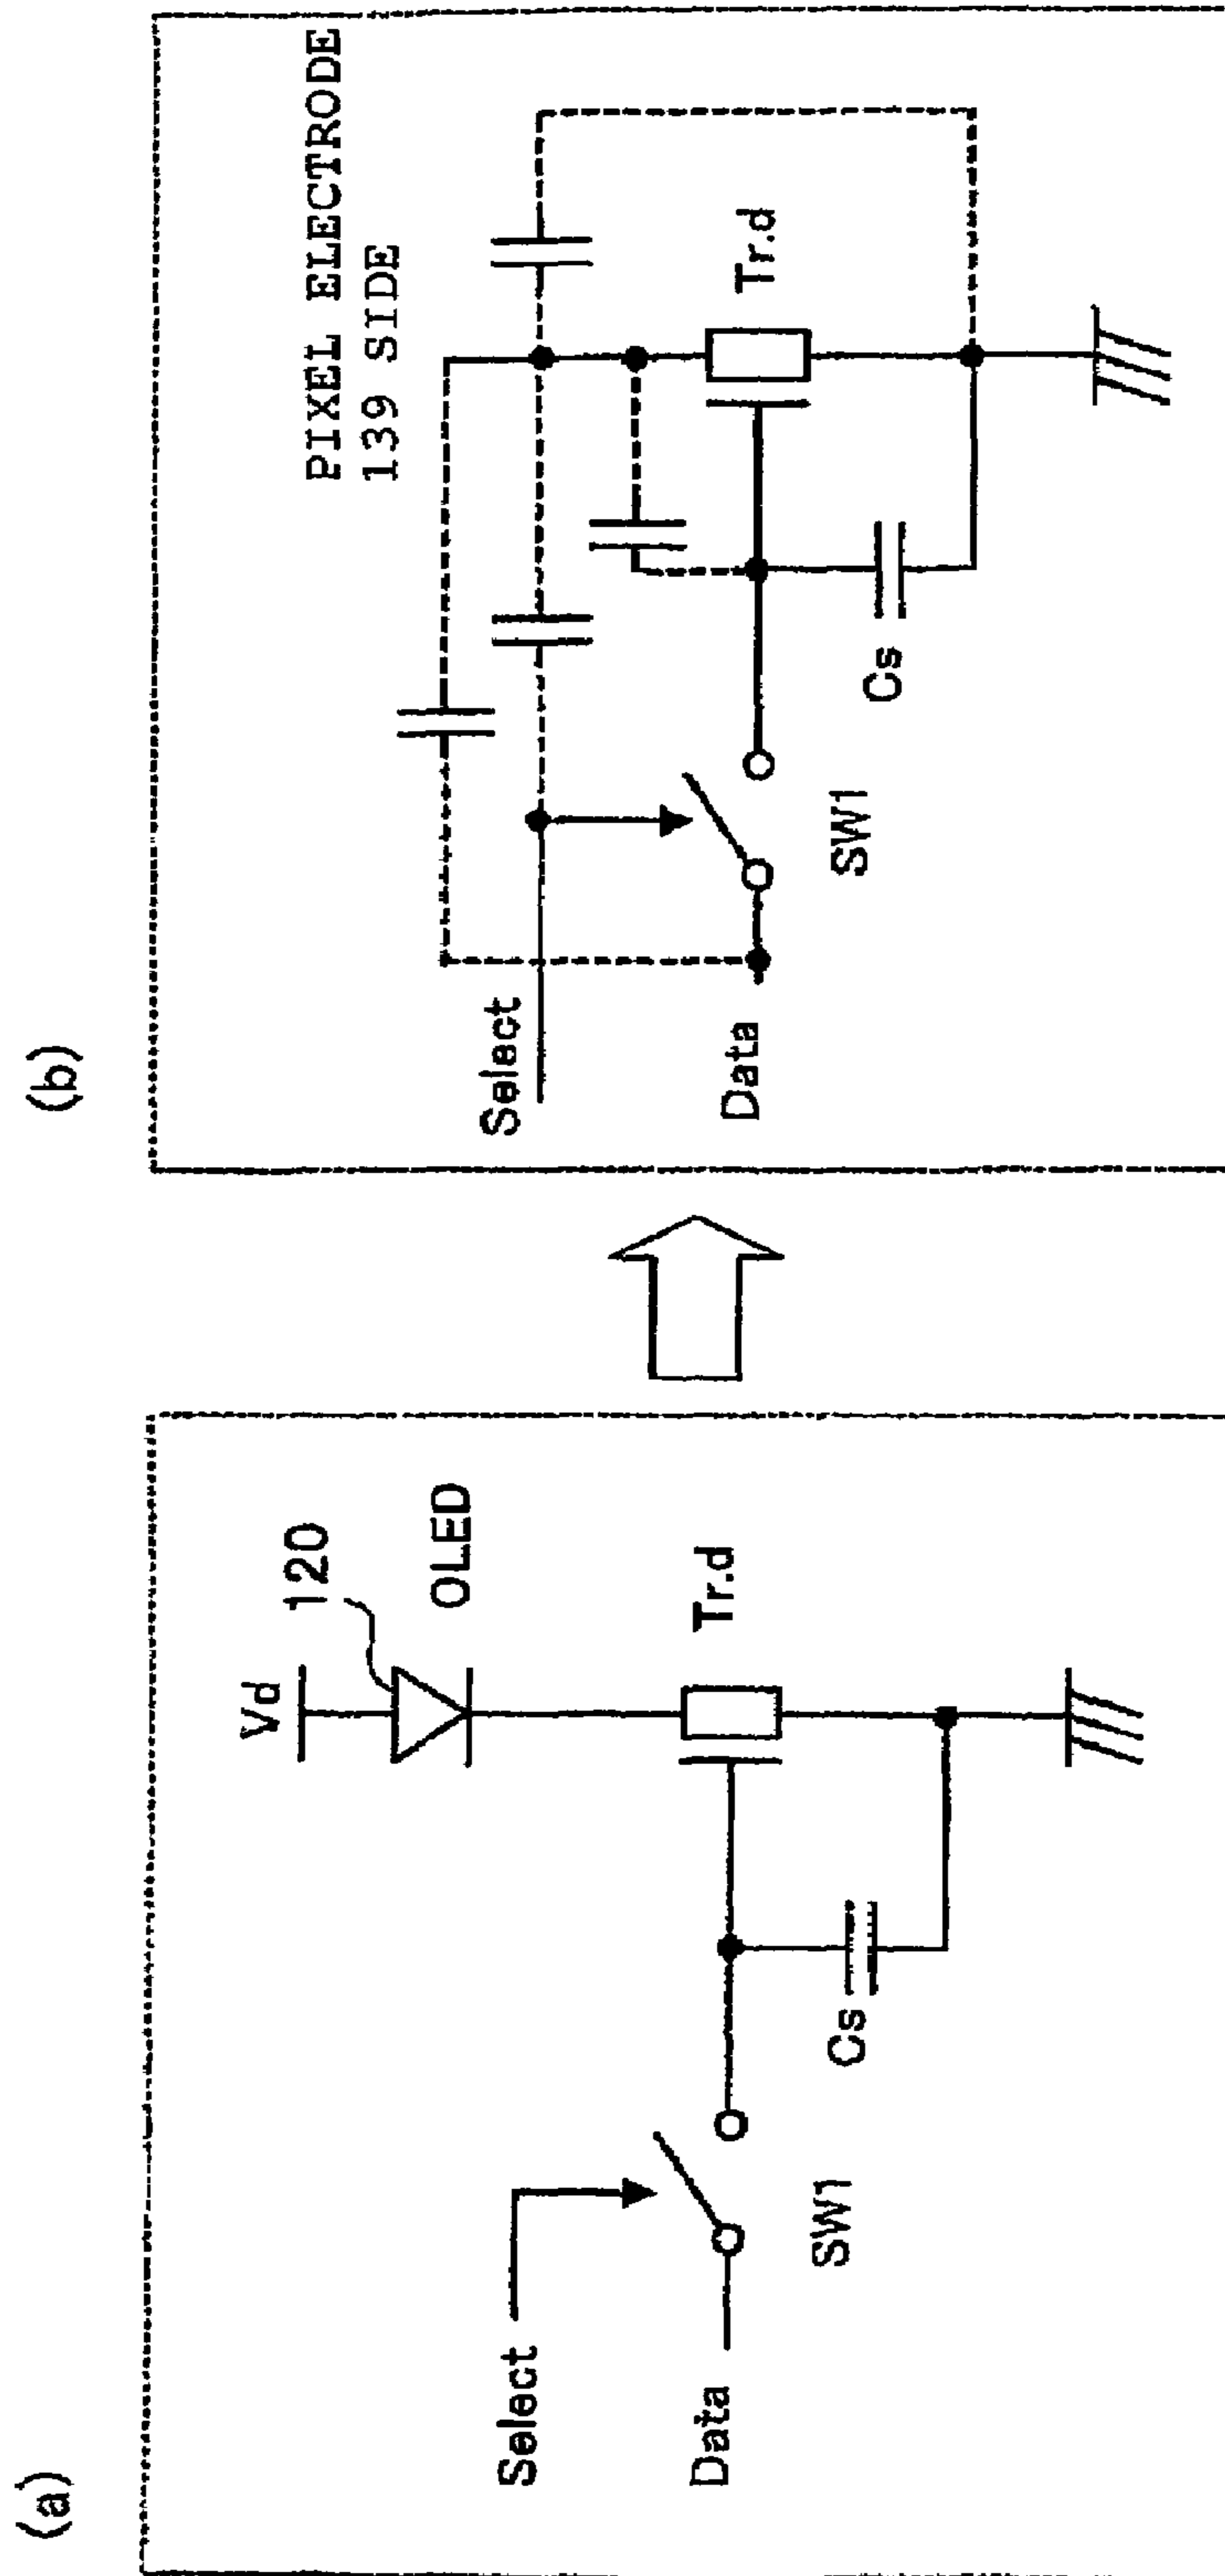 (a)
Vd
120
OLED
Select
Tr.d
Data
Cs
SW1
(b)
PIXEL ELECTRODE
139 SIDE
Select
Tr.d
Data
Cs
SW1